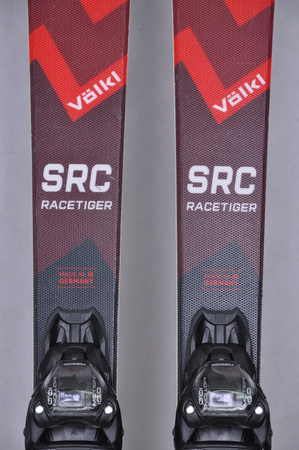 Völkl
SRC
RACETIGER
MADE IN
GERMANY
Völkl
SRC
RACETIGER
MADE IN
GERMANY